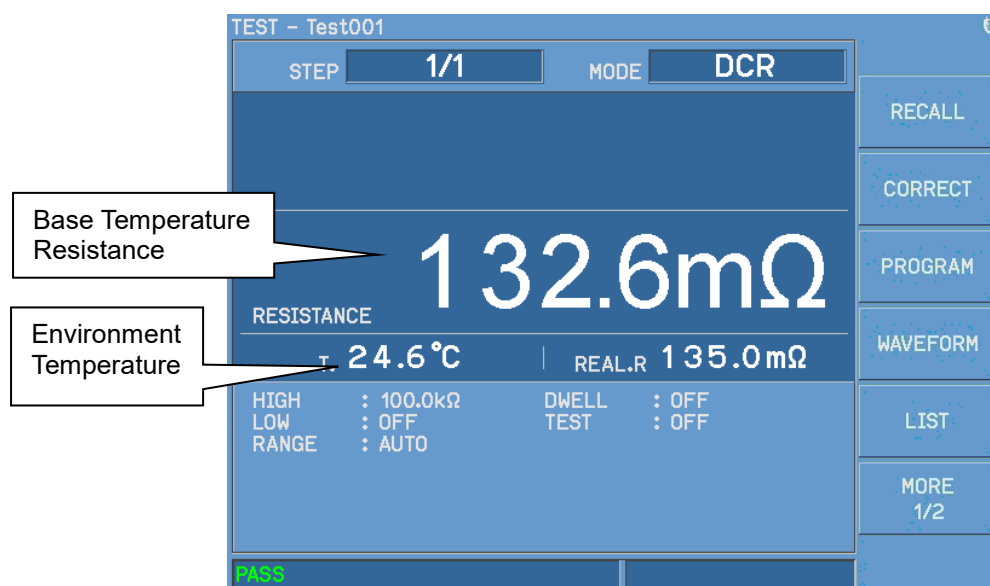 TEST - Test001
STEP 1/1 MODE DCR
RECALL
CORRECT
Base Temperature
Resistance
132.6mΩ
RESISTANCE
PROGRAM
Environment
Temperature
T. 24.6°C REAL.R 135.0mΩ
WAVEFORM
HIGH : 100.0kΩ DWELL : OFF
LOW : OFF TEST : OFF
RANGE : AUTO
LIST
MORE
1/2
PASS